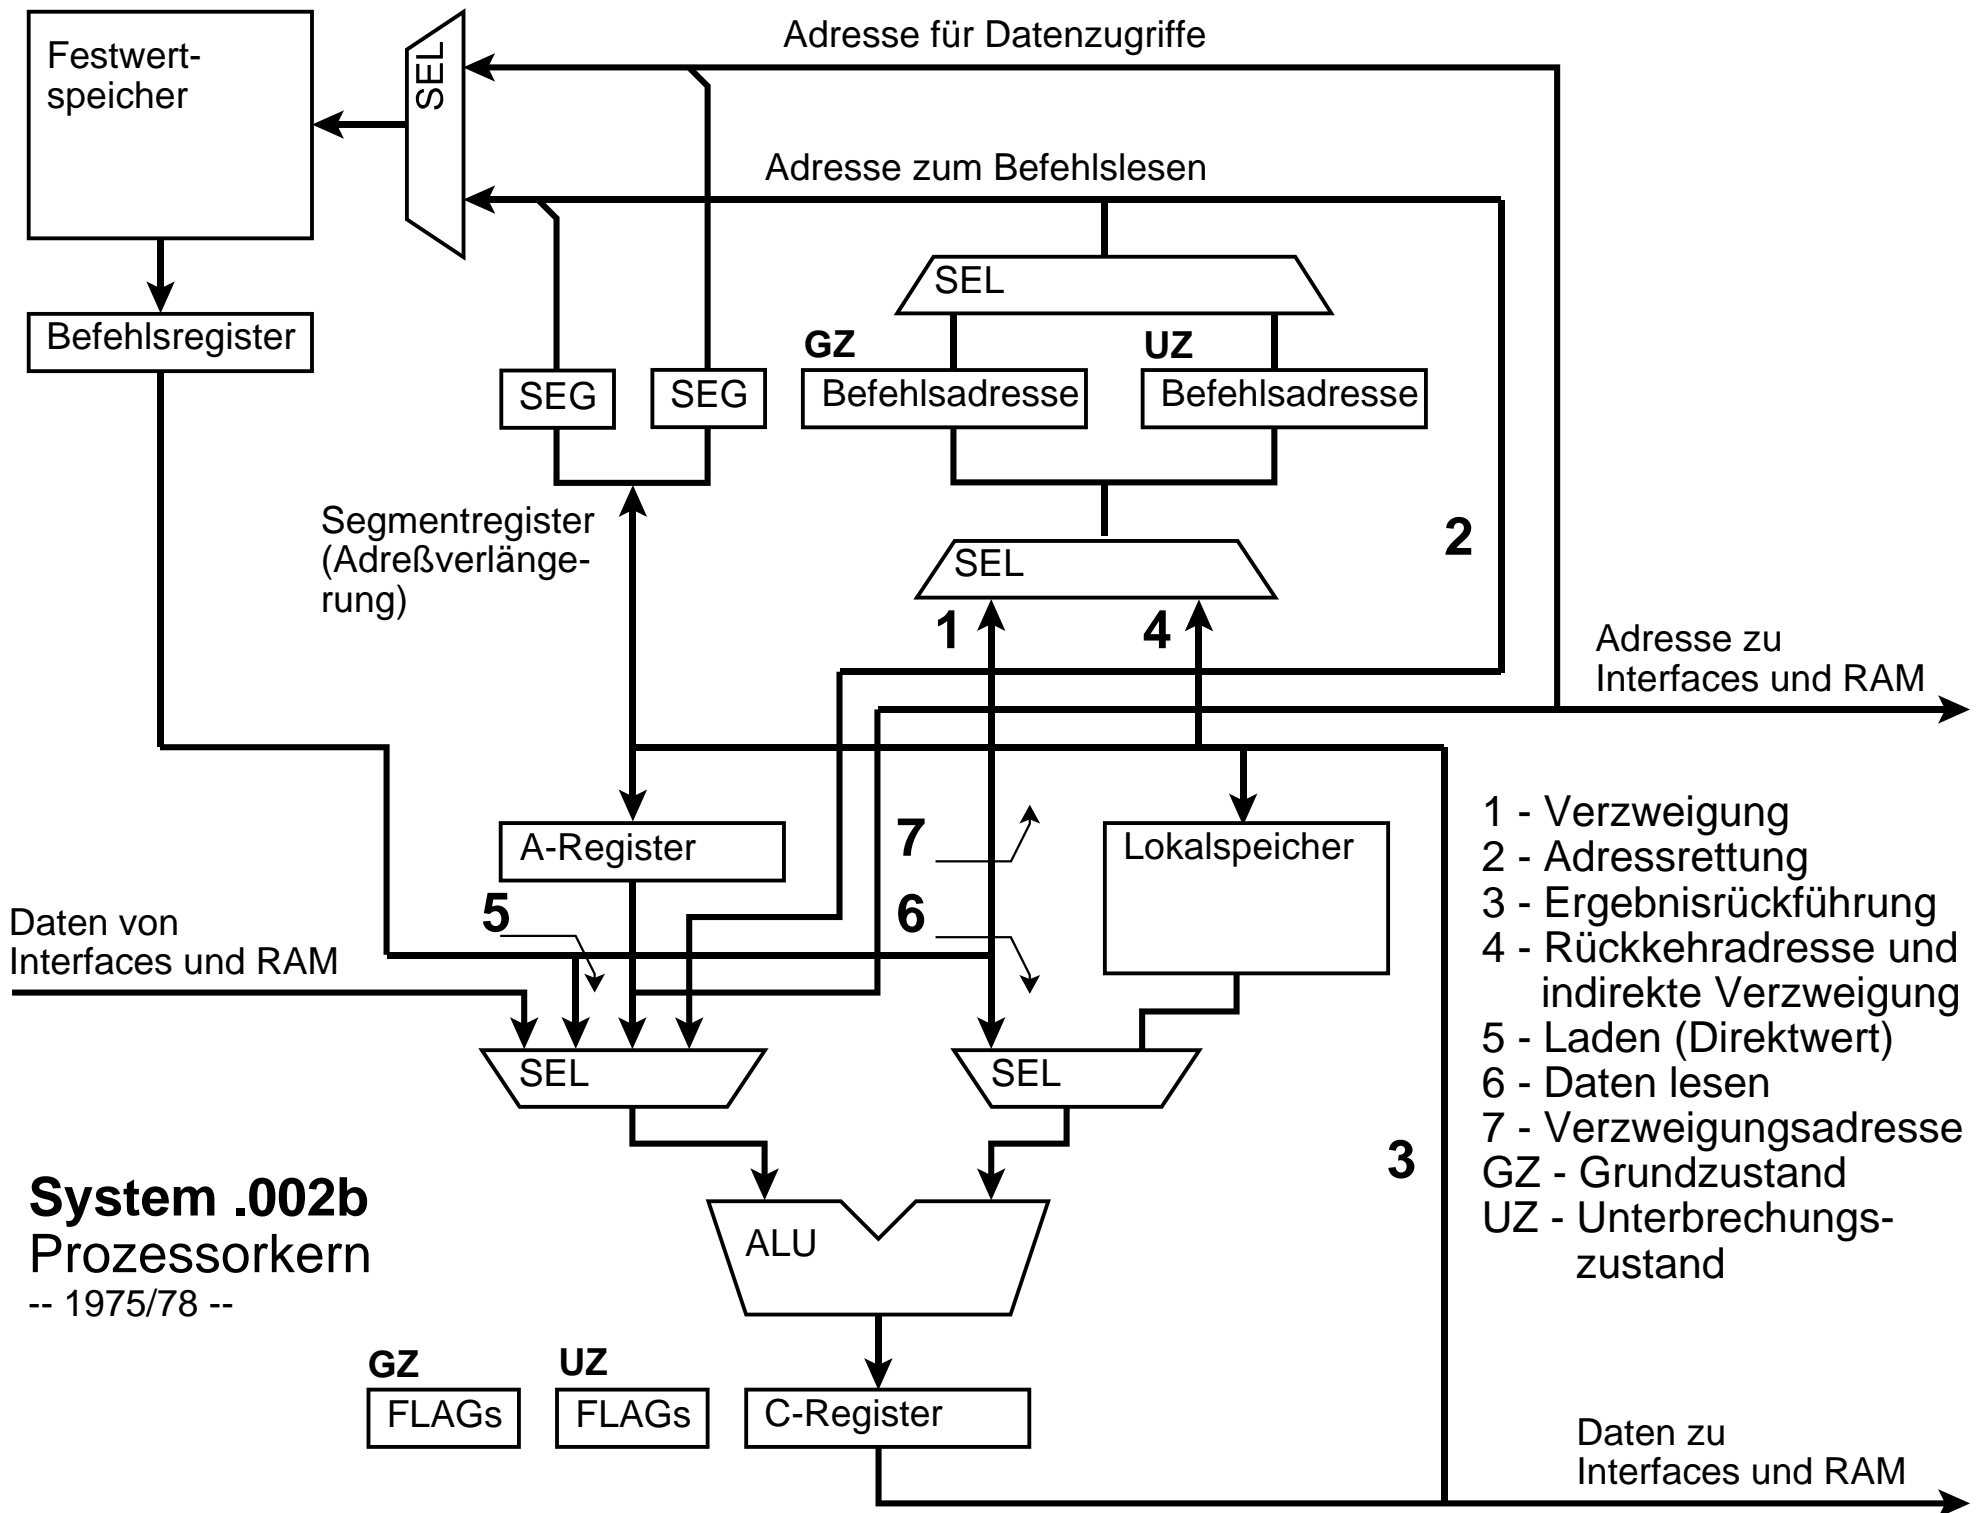 Festwert-
speicher
SEL
Adresse für Datenzugriffe
Adresse zum Befehlslesen
SEL
Befehlsregister
GZ
UZ
SEG
SEG
Befehlsadresse
Befehlsadresse
Segmentregister
(Adreßverlänge-
rung)
2
SEL
1
4
Adresse zu
Interfaces und RAM
A-Register
7
Lokalspeicher
5
6
Daten von
Interfaces und RAM
SEL
SEL
1 - Verzweigung
2 - Adressrettung
3 - Ergebnisrückführung
4 - Rückkehradresse und
indirekte Verzweigung
5 - Laden (Direktwert)
6 - Daten lesen
7 - Verzweigungsadresse
GZ - Grundzustand
UZ - Unterbrechungs-
zustand
3
System .002b
Prozessorkern
-- 1975/78 --
ALU
GZ
UZ
FLAGs
FLAGs
C-Register
Daten zu
Interfaces und RAM